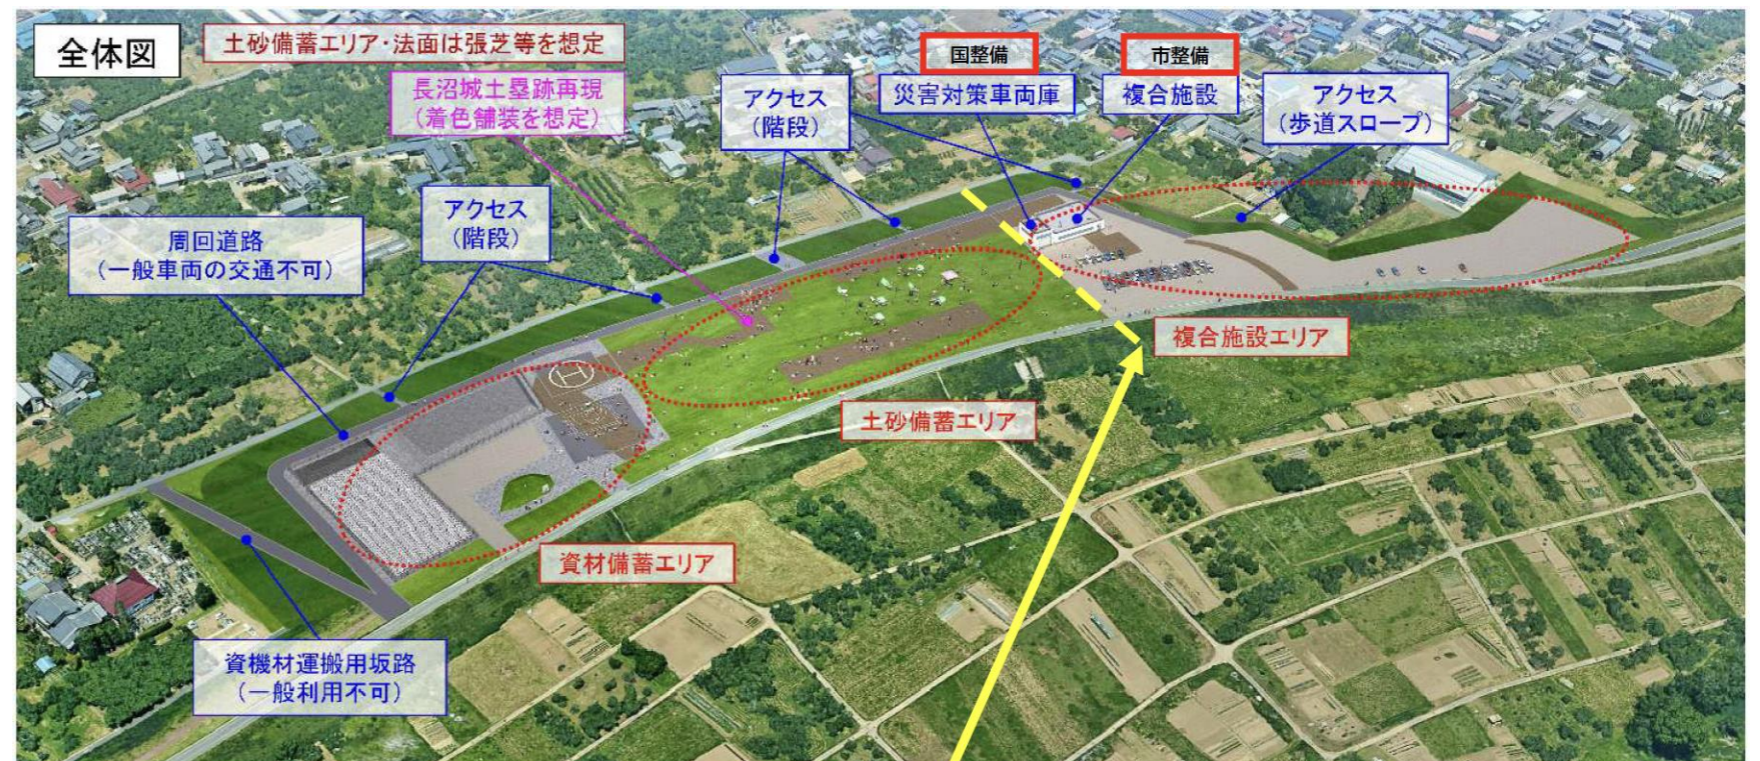 全体図
土砂備蓄エリア・法面は張芝等を想定
長沼城土塁跡再現
(着色舗装を想定)
国整備
市整備
アクセス
(階段)
災害対策車両庫
複合施設
アクセス
(歩道スロープ)
アクセス
(階段)
周回道路
(一般車両の交通不可)
複合施設エリア
土砂備蓄エリア
資材備蓄エリア
資機材運搬用坂路
(一般利用不可)
H